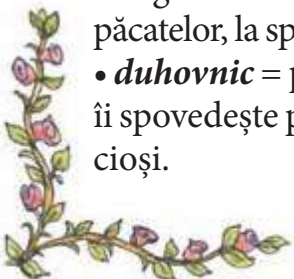 păcatelor, la sp
• duhovnic = p
îi spovedește p
cioși.